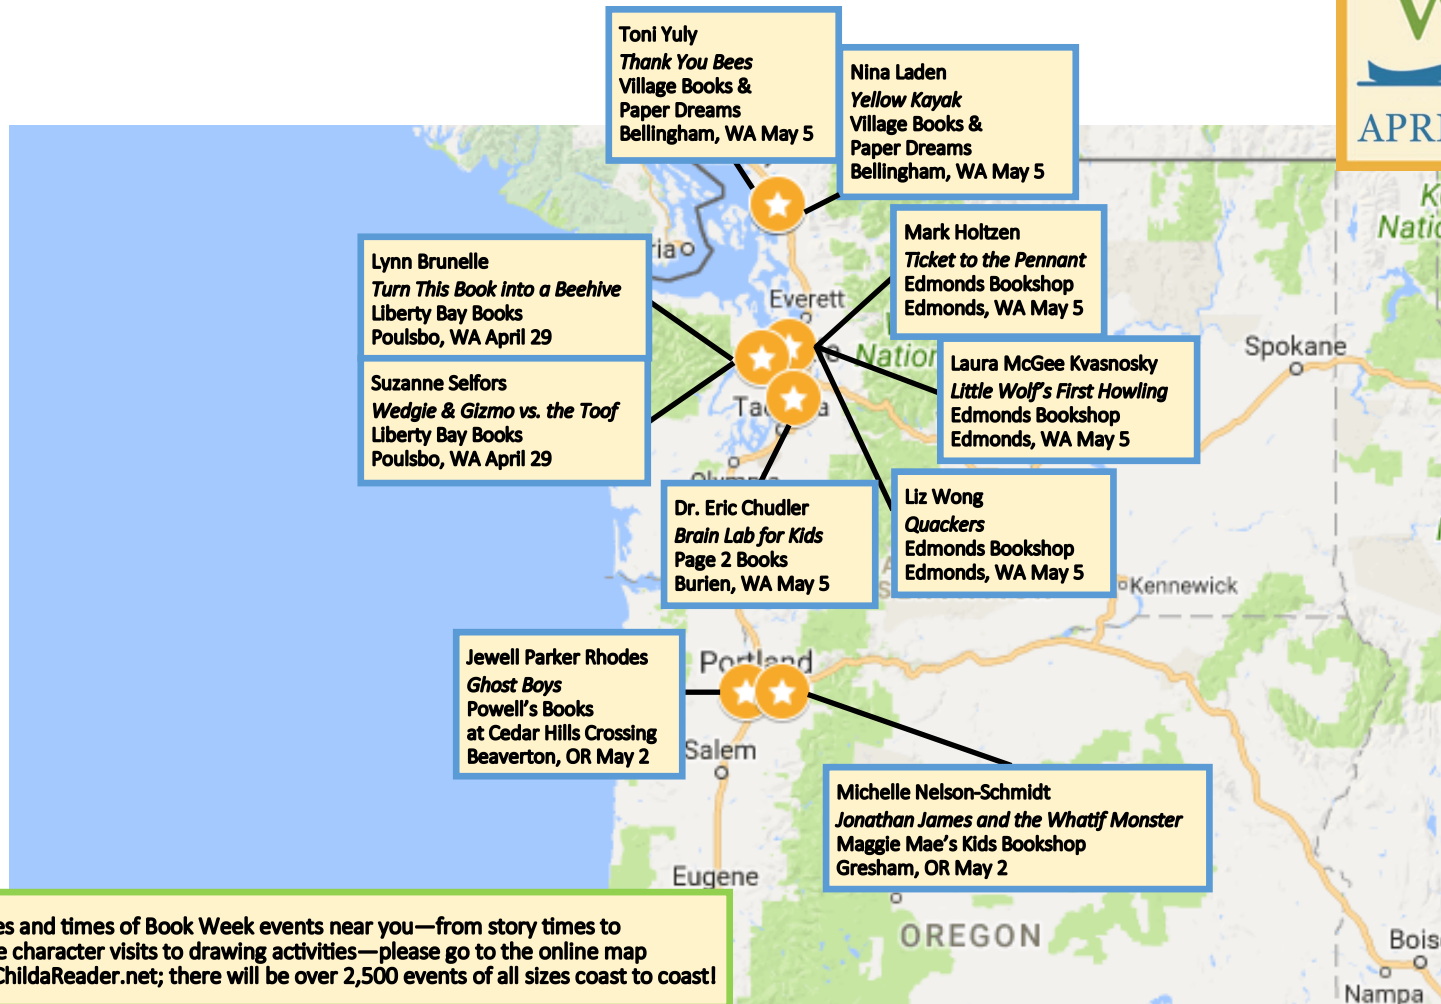 Toni Yuly
Thank You Bees
Village Books &
Paper Dreams
Bellingham, WA May 5
Nina Laden
Yellow Kayak
Village Books &
Paper Dreams
Bellingham, WA May 5
Mark Holtzen
Ticket to the Pennant
Edmonds Bookshop
Edmonds, WA May 5
Lynn Brunelle
Turn This Book into a Beehive
Liberty Bay Books
Poulsbo, WA April 29
Suzanne Selfors
Wedgie & Gizmo vs. the Toof
Liberty Bay Books
Poulsbo, WA April 29
Laura McGee Kvasnosky
Little Wolf's First Howling
Edmonds Bookshop
Edmonds, WA May 5
Dr. Eric Chudler
Brain Lab for Kids
Page 2 Books
Burien, WA May 5
Liz Wong
Quackers
Edmonds Bookshop
Edmonds, WA May 5
Jewell Parker Rhodes
Ghost Boys
Powell's Books
at Cedar Hills Crossing
Beaverton, OR May 2
Michelle Nelson-Schmidt
Jonathan James and the Whatif Monster
Maggie Mae's Kids Bookshop
Gresham, OR May 2
Everett
Spokane
Olympia
Kennewick
Portland
Salem
Eugene
OREGON
Nampa
es and times of Book Week events near you—from story times to
e character visits to drawing activities—please go to the online map
ChildaReader.net; there will be over 2,500 events of all sizes coast to coast!